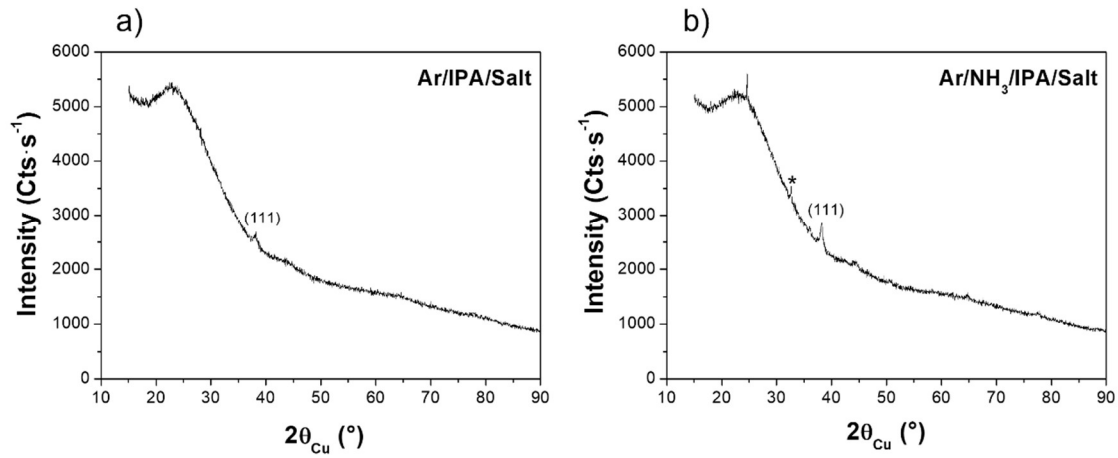 a)
6000
5000
4000
3000
2000
1000
0
Intensity (Cts·s⁻¹)
Ar/IPA/Salt
(111)
10 20 30 40 50 60 70 80 90
2θCu (°)
b)
6000
5000
4000
3000
2000
1000
0
Intensity (Cts·s⁻¹)
Ar/NH₃/IPA/Salt
*
(111)
10 20 30 40 50 60 70 80 90
2θCu (°)